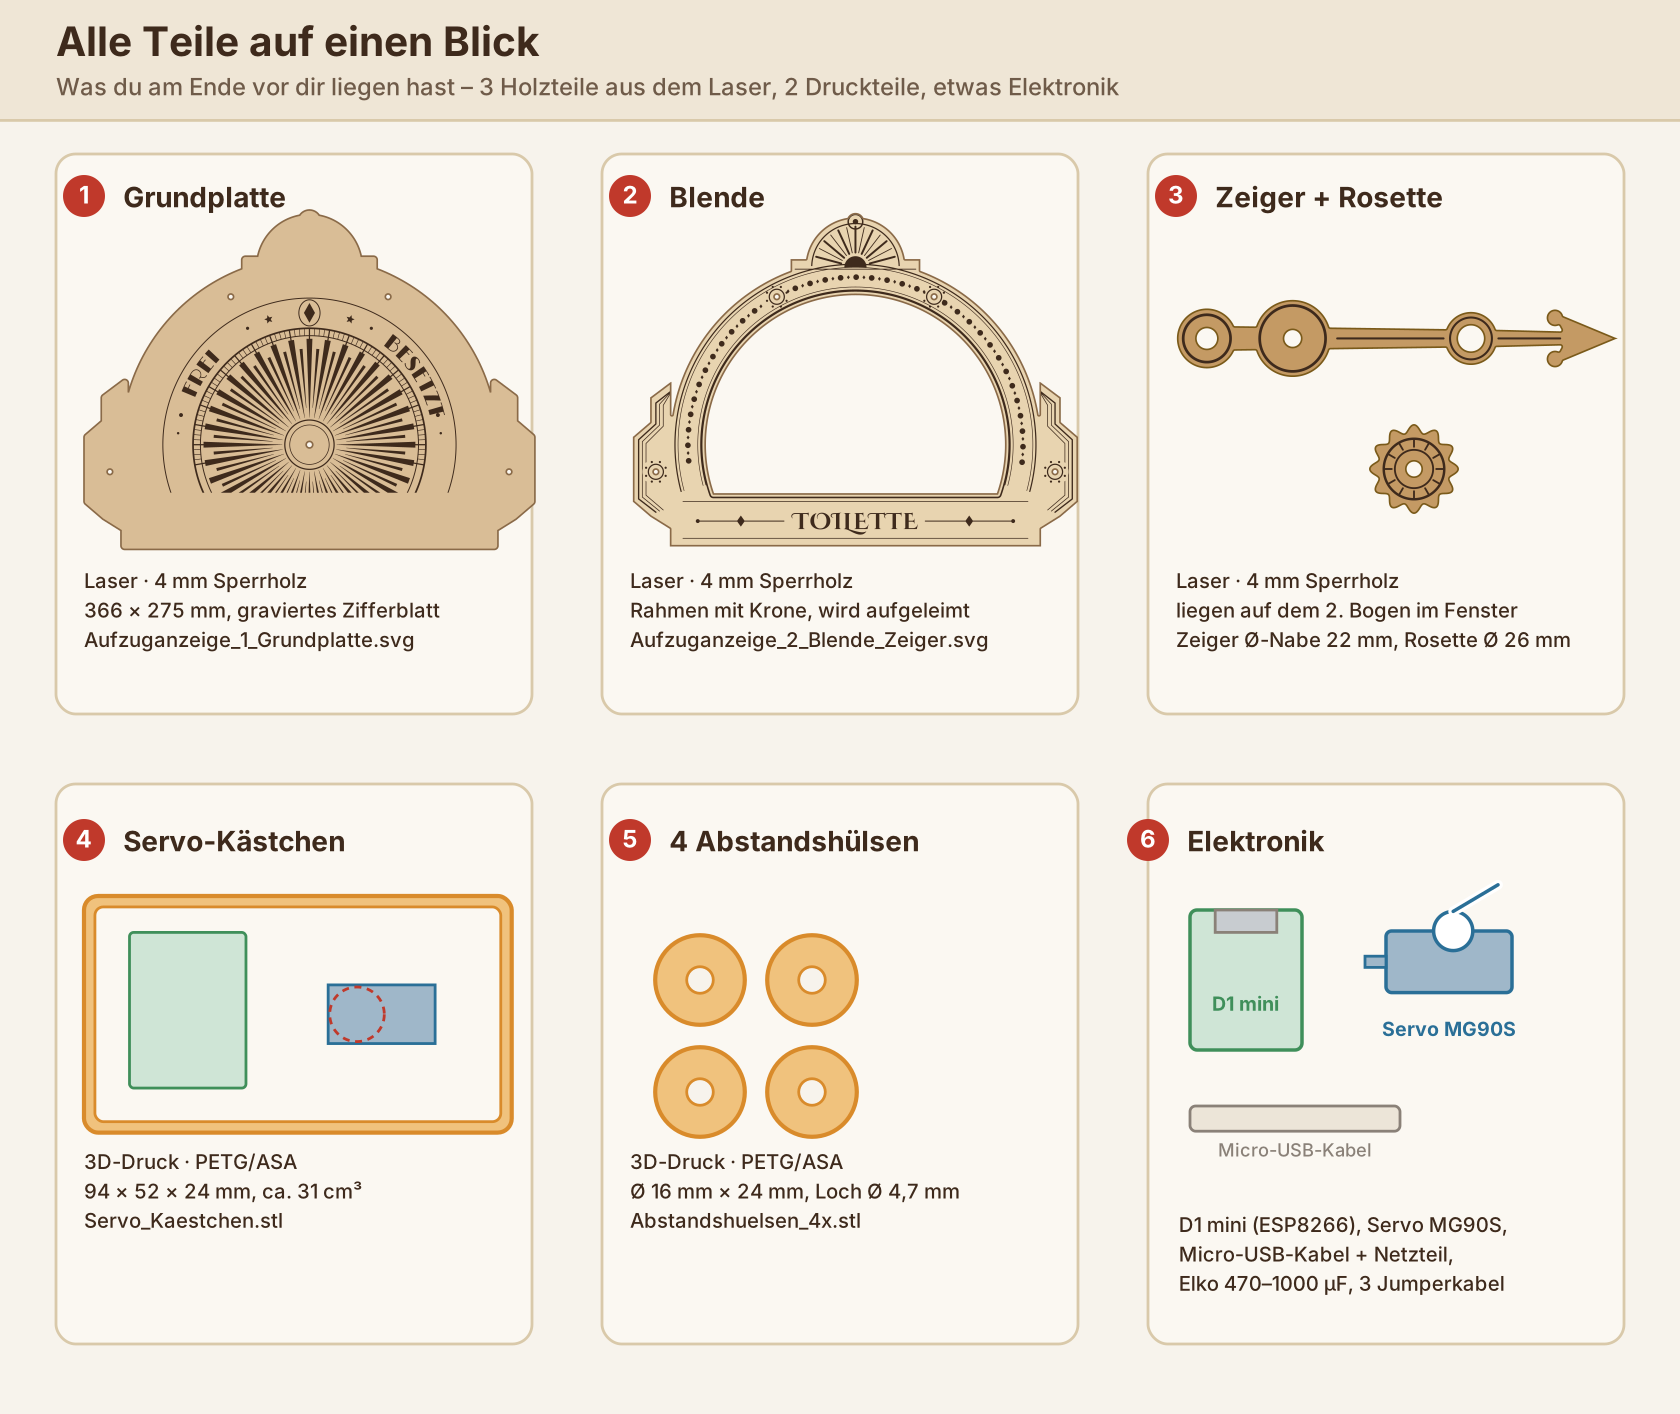 Alle Teile auf einen Blick
Was du am Ende vor dir liegen hast – 3 Holzteile aus dem Laser, 2 Druckteile, etwas Elektronik
1 Grundplatte
FREI
BESETZT
Laser · 4 mm Sperrholz
366 × 275 mm, graviertes Zifferblatt
Aufzuganzeige_1_Grundplatte.svg
2 Blende
TOILETTE
Laser · 4 mm Sperrholz
Rahmen mit Krone, wird aufgeleimt
Aufzuganzeige_2_Blende_Zeiger.svg
3 Zeiger + Rosette
Laser · 4 mm Sperrholz
liegen auf dem 2. Bogen im Fenster
Zeiger Ø-Nabe 22 mm, Rosette Ø 26 mm
4 Servo-Kästchen
3D-Druck · PETG/ASA
94 × 52 × 24 mm, ca. 31 cm³
Servo_Kaestchen.stl
5 4 Abstandshülsen
3D-Druck · PETG/ASA
Ø 16 mm × 24 mm, Loch Ø 4,7 mm
Abstandshuelsen_4x.stl
6 Elektronik
D1 mini
Servo MG90S
Micro-USB-Kabel
D1 mini (ESP8266), Servo MG90S,
Micro-USB-Kabel + Netzteil,
Elko 470–1000 µF, 3 Jumperkabel